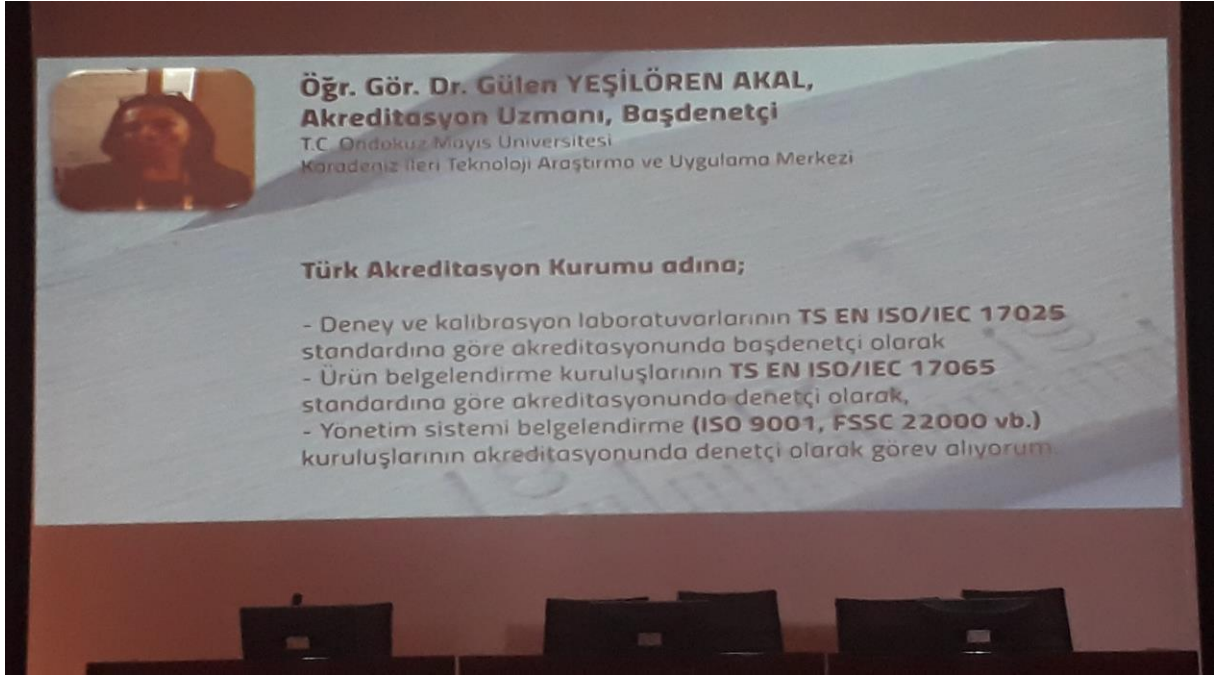 Öğr. Gör. Dr. Gülen YEŞİLÖREN AKAL,
Akreditasyon Uzmanı, Başdenetçi
T.C. Ondokuz Mayıs Üniversitesi
Karadeniz İleri Teknoloji Araştırma ve Uygulama Merkezi
Türk Akreditasyon Kurumu adına;
- Deney ve kalibrasyon laboratuvarlarının TS EN ISO/IEC 17025
standardına göre akreditasyonunda başdenetçi olarak
- Ürün belgelendirme kuruluşlarının TS EN ISO/IEC 17065
standardına göre akreditasyonunda denetçi olarak,
- Yönetim sistemi belgelendirme (ISO 9001, FSSC 22000 vb.)
kuruluşlarının akreditasyonunda denetçi olarak görev alıyorum.